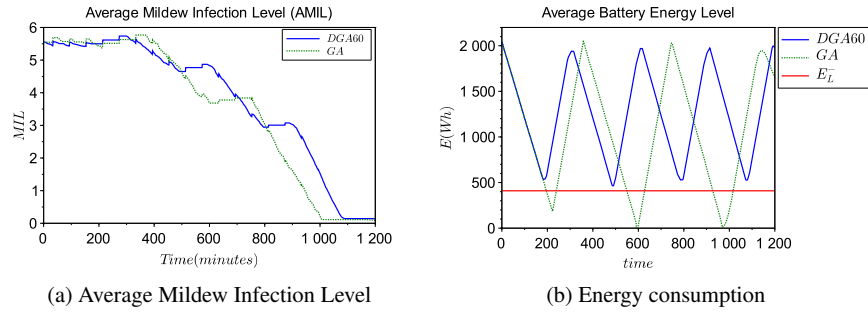 Average Mildew Infection Level (AMIL)
MIL
6
5
4
3
2
1
0
0 200 400 600 800 1 000 1 200
Time(minutes)
DGA60
GA
(a) Average Mildew Infection Level
Average Battery Energy Level
E(Wh)
2 000
1 500
1 000
500
0
0 200 400 600 800 1 000 1 200
time
DGA60
GA
E_L^-
(b) Energy consumption